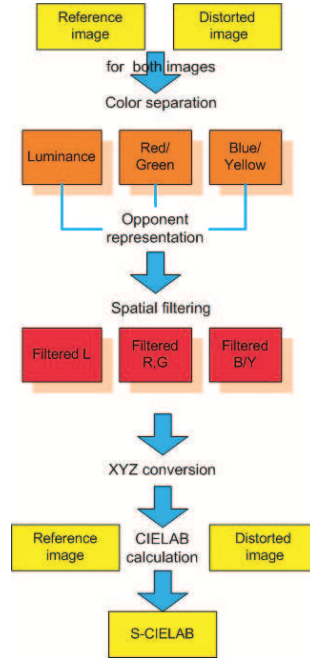 Reference
image
Distorted
image
for both images
Color separation
Luminance
Red/
Green
Blue/
Yellow
Opponent
representation
Spatial filtering
Filtered L
Filtered
R,G
Filtered
B/Y
XYZ conversion
Reference
image
CIELAB
calculation
Distorted
image
S-CIELAB